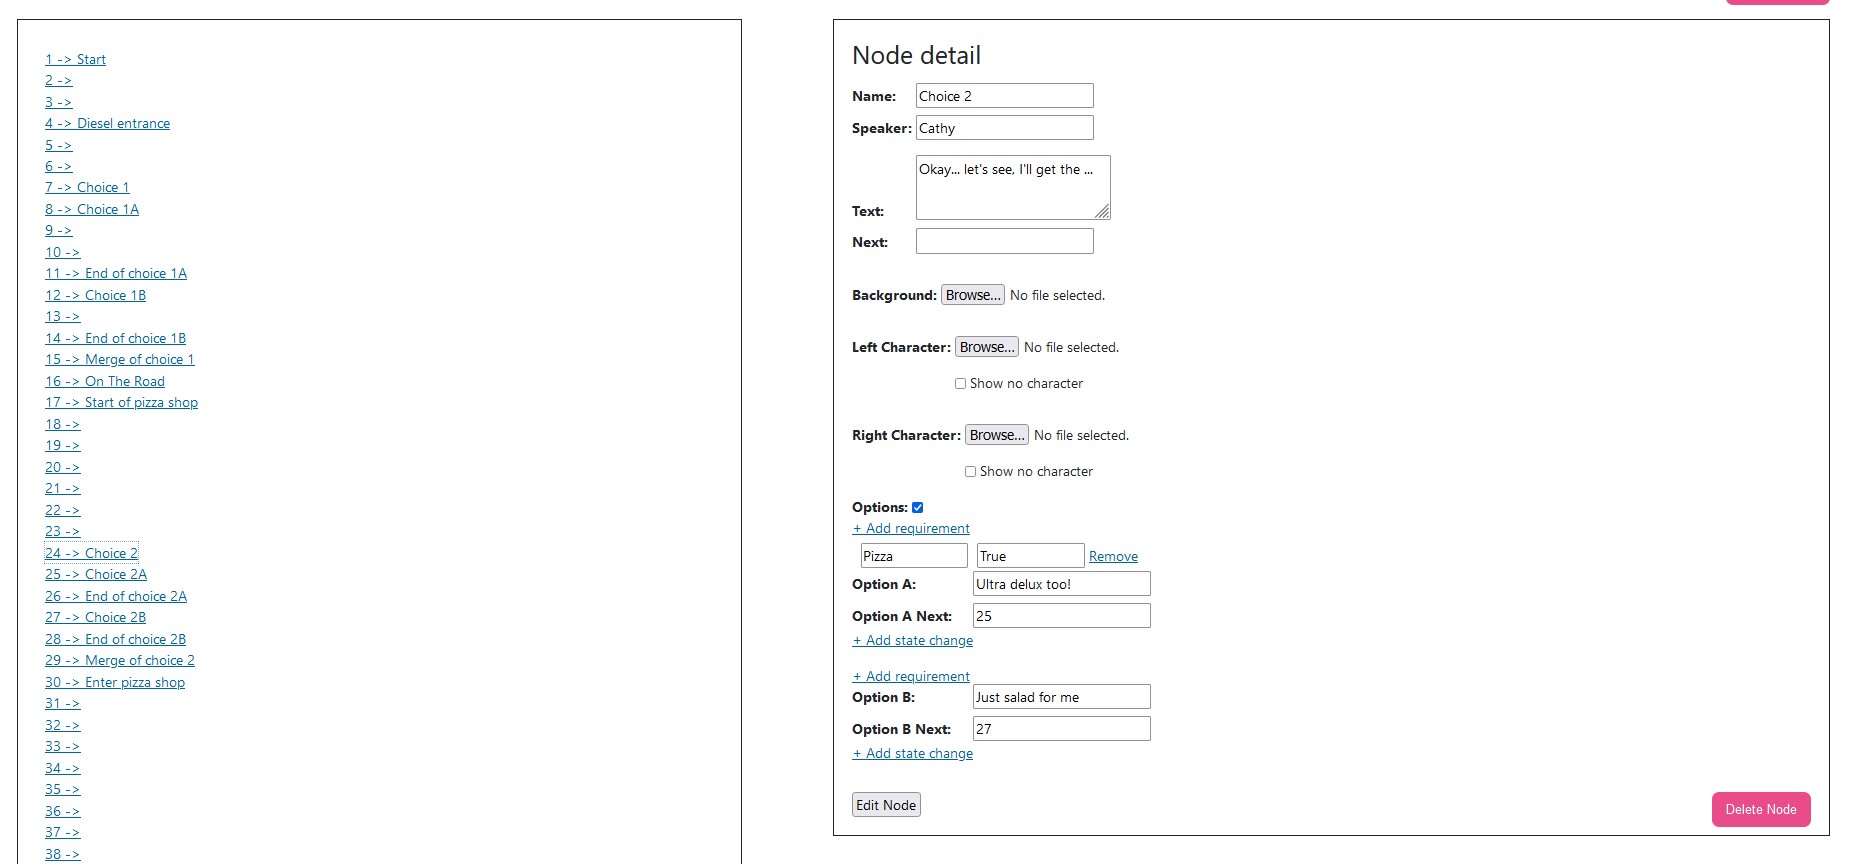 1 -> Start
2 ->
3 ->
4 -> Diesel entrance
5 ->
6 ->
7 -> Choice 1
8 -> Choice 1A
9 ->
10 ->
11 -> End of choice 1A
12 -> Choice 1B
13 ->
14 -> End of choice 1B
15 -> Merge of choice 1
16 -> On The Road
17 -> Start of pizza shop
18 ->
19 ->
20 ->
21 ->
22 ->
23 ->
24 -> Choice 2
25 -> Choice 2A
26 -> End of choice 2A
27 -> Choice 2B
28 -> End of choice 2B
29 -> Merge of choice 2
30 -> Enter pizza shop
31 ->
32 ->
33 ->
34 ->
35 ->
36 ->
37 ->
38 ->
Node detail
Name: Choice 2
Speaker: Cathy
Text: Okay... let's see, I'll get the ...
Next:
Background: Browse... No file selected.
Left Character: Browse... No file selected.
Show no character
Right Character: Browse... No file selected.
Show no character
Options:
+ Add requirement
Pizza True Remove
Option A: Ultra delux too!
Option A Next: 25
+ Add state change
+ Add requirement
Option B: Just salad for me
Option B Next: 27
+ Add state change
Edit Node Delete Node